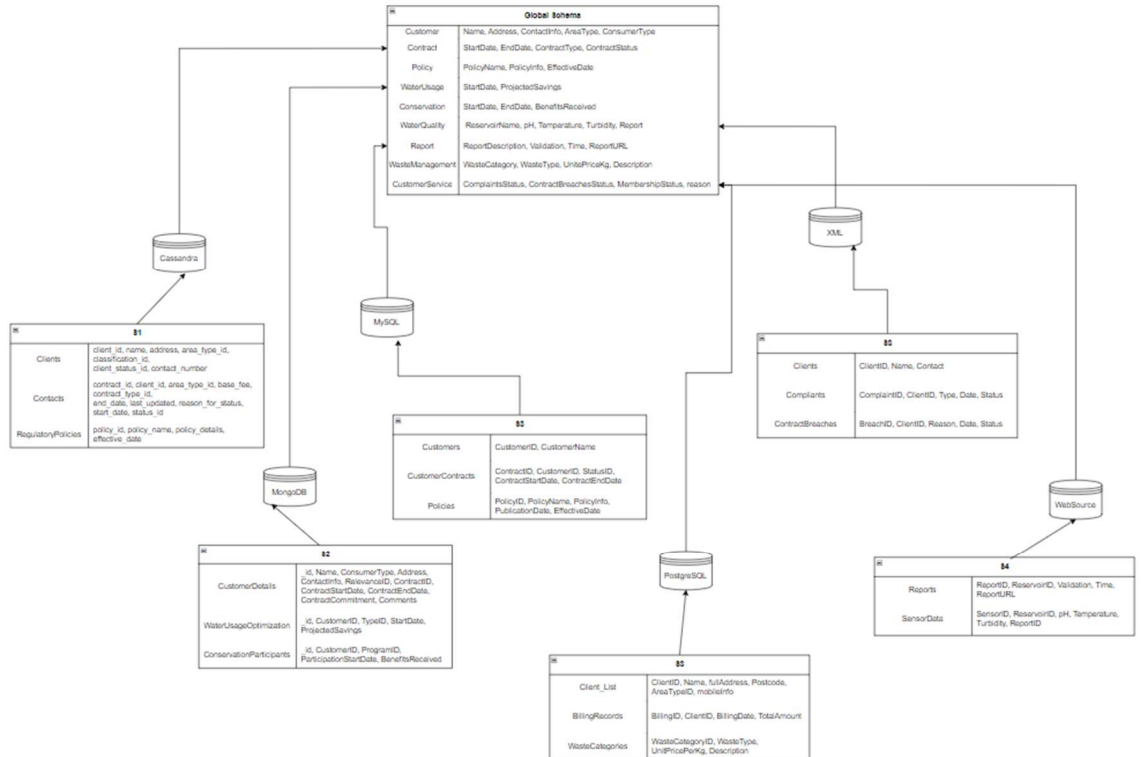 Global Schema
Customer Name, Address, ContactInfo, AreaType, ConsumerType
Contract StartDate, EndDate, ContractType, ContractStatus
Policy PolicyName, PolicyInfo, EffectiveDate
WaterUsage StartDate, ProjectedSavings
Conservation StartDate, EndDate, BenefitsReceived
WaterQuality ReservoirName, pH, Temperature, Turbidity, Report
Report ReportDescription, Validation, Time, ReportURL
WasteManagement WasteCategory, WasteType, UnitePriceKg, Description
CustomerService ComplaintsStatus, ContractBreachesStatus, MembershipStatus, reason
Cassandra
XML
MySQL
S1
Clients client_id, name, address, area_type_id,
classification_id,
client_status_id, contact_number
Contacts contract_id, client_id, area_type_id, base_fee,
contract_type_id,
end_date, last_updated, reason_for_status,
start_date, status_id
RegulatoryPolicies policy_id, policy_name, policy_details,
effective_date
S3
Clients ClientID, Name, Contact
Compliants ComplaintID, ClientID, Type, Date, Status
ContractBreaches BreachID, ClientID, Reason, Date, Status
S3
Customers CustomerID, CustomerName
CustomerContracts ContractID, CustomerID, StatusID,
ContractStartDate, ContractEndDate
Policies PolicyID, PolicyName, PolicyInfo,
PublicationDate, EffectiveDate
MongoDB
WebSource
S2
CustomerDetails _id, Name, ConsumerType, Address,
ContactInfo, RelevanceID, ContractID,
ContractStartDate, ContractEndDate,
ContractCommitment, Comments
WaterUsageOptimization _id, CustomerID, TypeID, StartDate,
ProjectedSavings
ConservationParticipants _id, CustomerID, ProgramID,
ParticipationStartDate, BenefitsReceived
PostgreSQL
S4
Reports ReportID, ReservoirID, Validation, Time,
ReportURL
SensorData SensorID, ReservoirID, pH, Temperature,
Turbidity, ReportID
S3
Client_List ClientID, Name, fullAddress, Postcode,
AreaTypeID, mobileInfo
BillingRecords BillingID, ClientID, BillingDate, TotalAmount
WasteCategories WasteCategoryID, WasteType,
UnitPricePerKg, Description